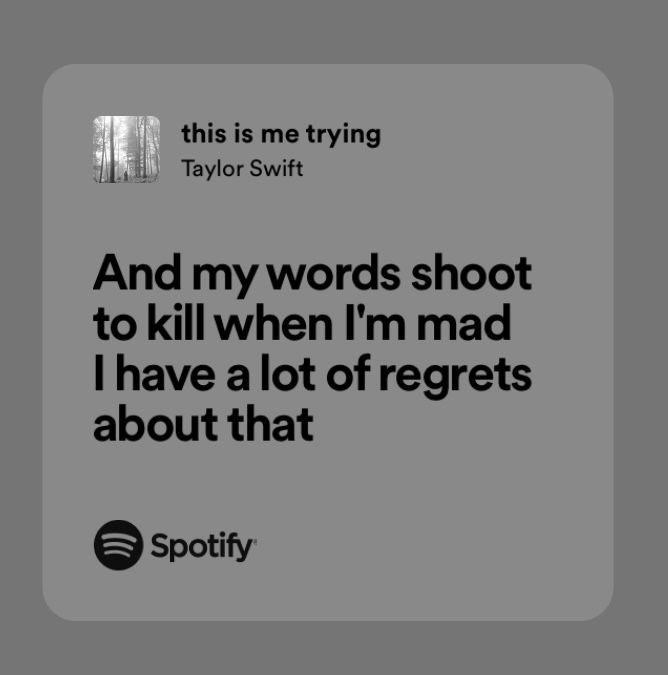 this is me trying
Taylor Swift
And my words shoot
to kill when I'm mad
I have a lot of regrets
about that
Spotify